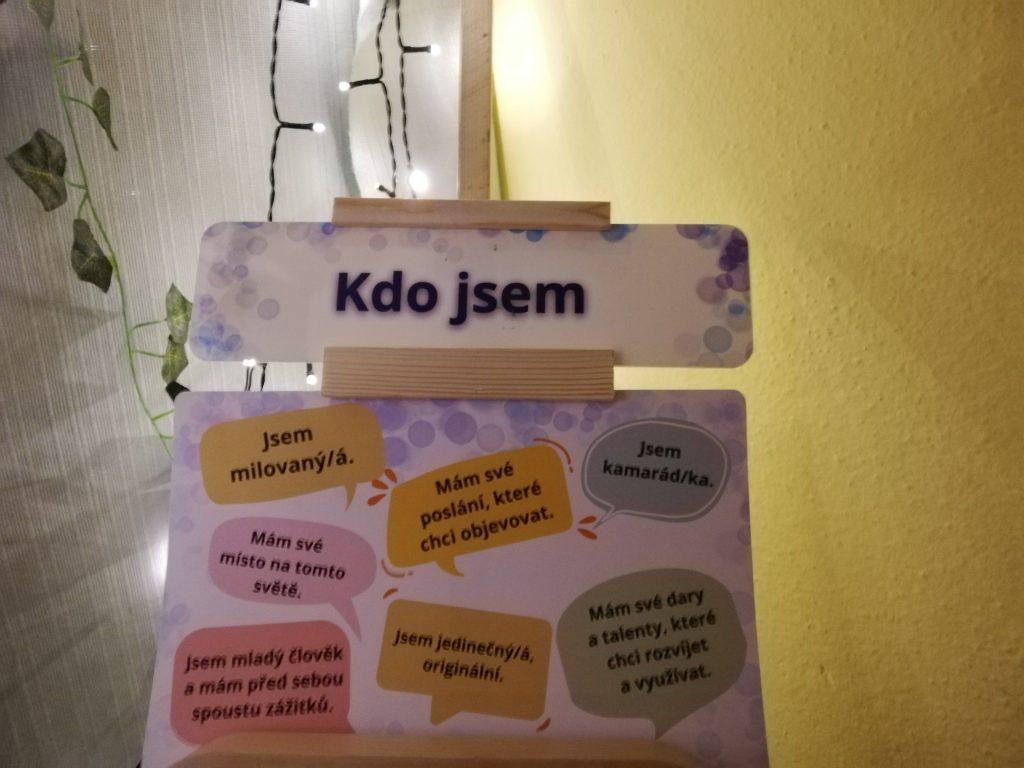 Kdo jsem
Jsem
milovaný/á.
Mám své
poslání, které
chci objevovat.
Jsem
kamarád/ka.
Mám své
místo na tomto
světě.
Jsem jedinečný/á,
originální.
Mám své dary
a talenty, které
chci rozvíjet
a využívat.
Jsem mladý člověk
a mám před sebou
spoustu zážitků.